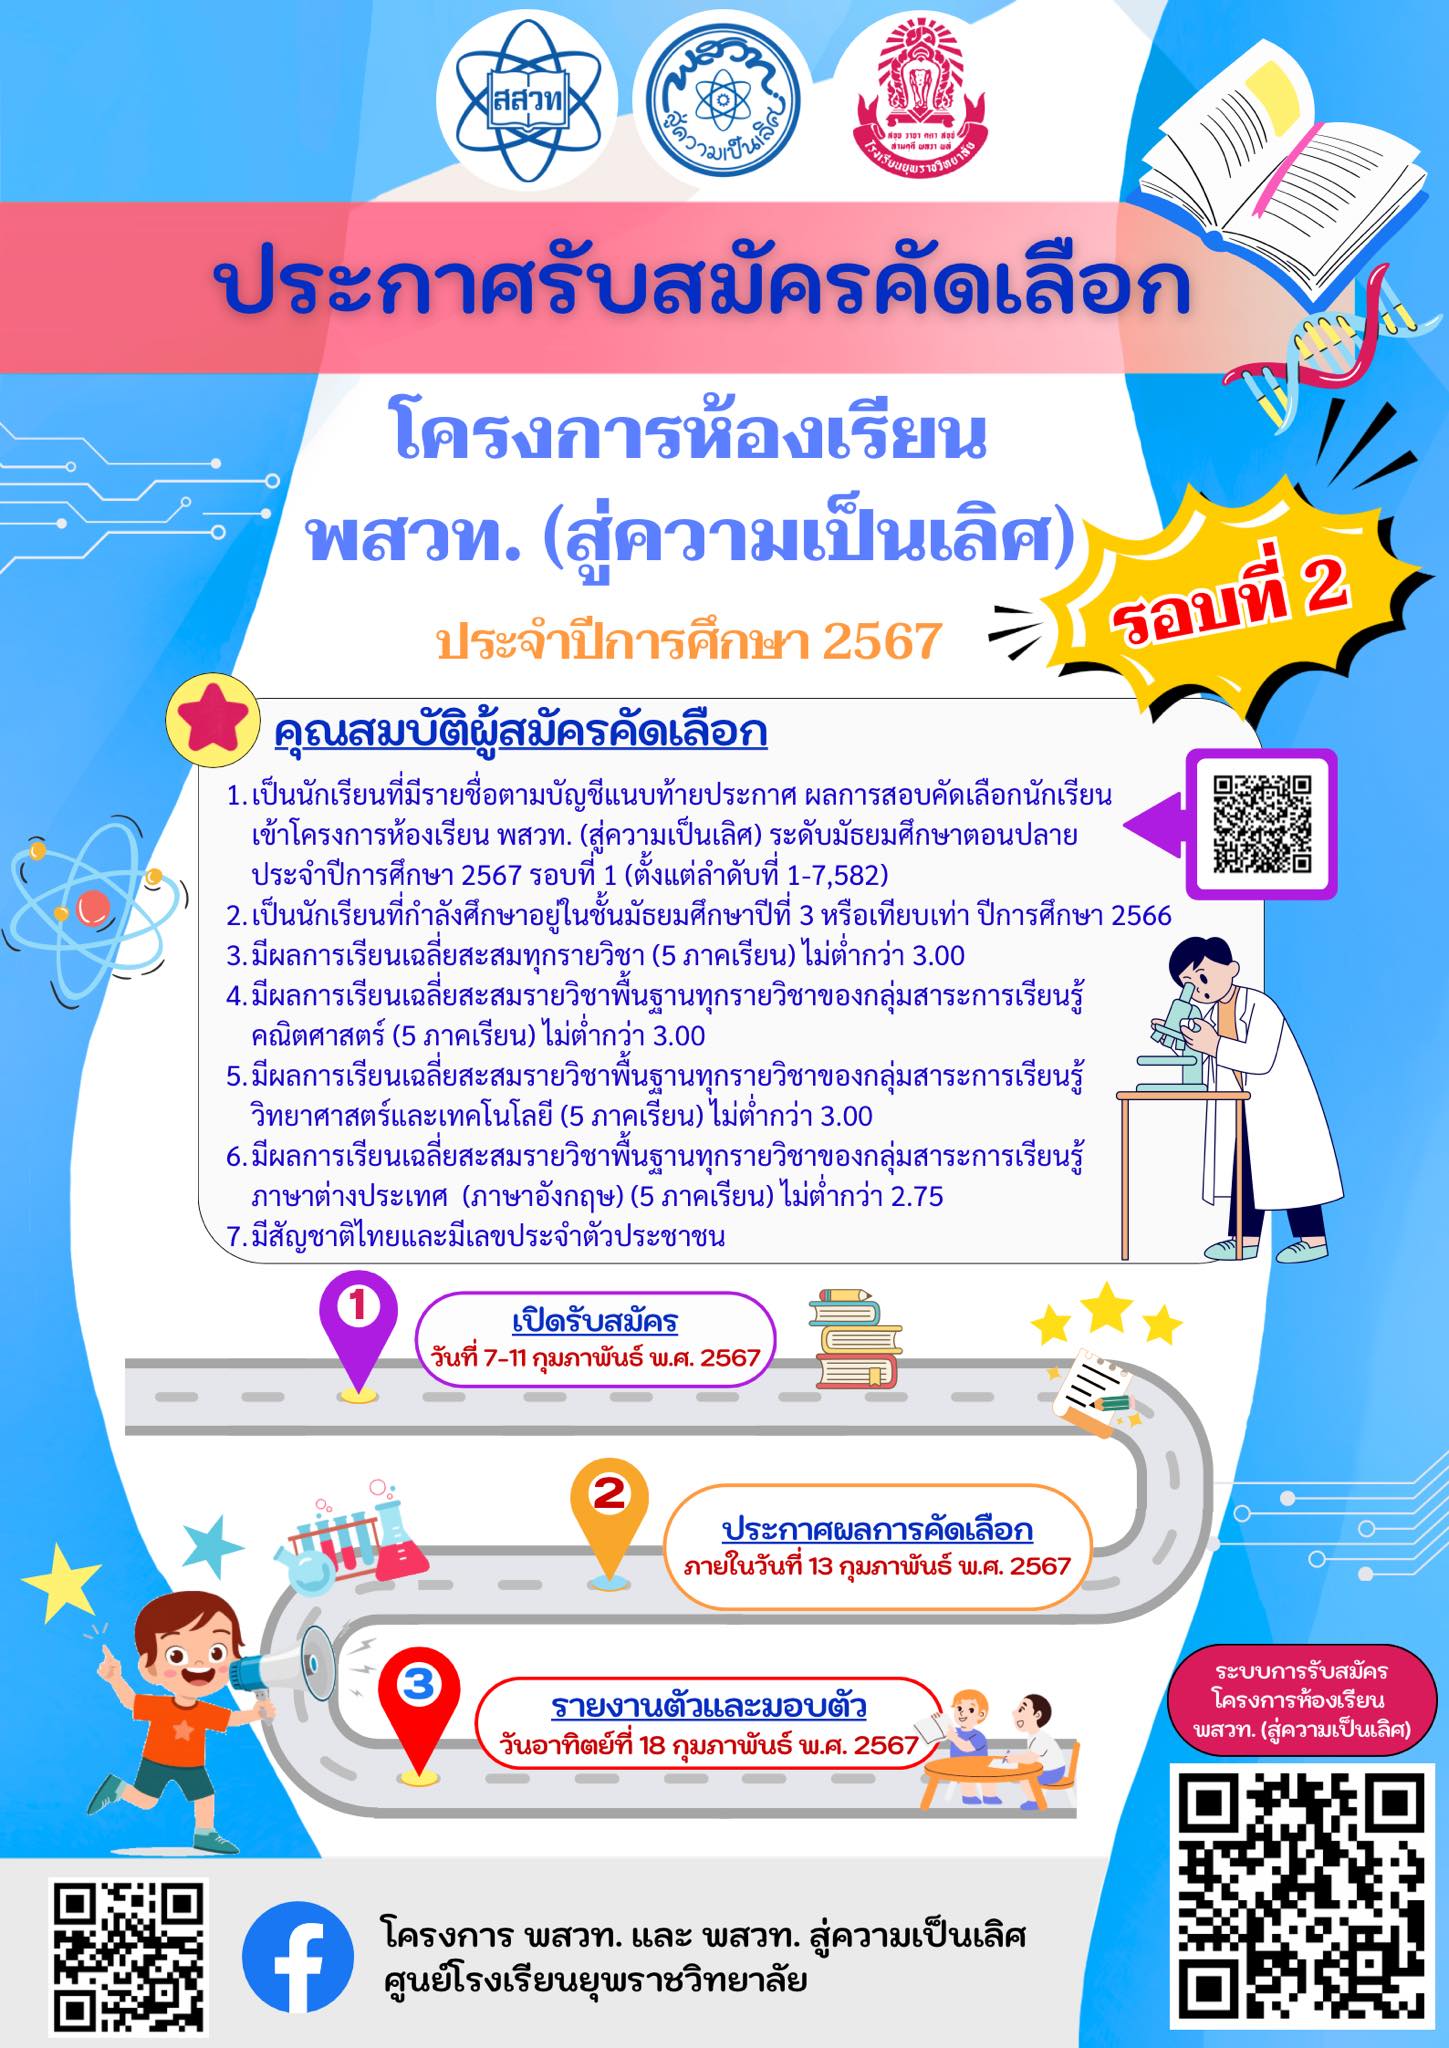 สสวท
พสวท.
สู่ความเป็นเลิศ
โรงเรียนยุพราชวิทยาลัย
ประกาศรับสมัครคัดเลือก
โครงการห้องเรียน
พสวท. (สู่ความเป็นเลิศ)
รอบที่ 2
ประจำปีการศึกษา 2567
คุณสมบัติผู้สมัครคัดเลือก
1. เป็นนักเรียนที่มีรายชื่อตามบัญชีแนบท้ายประกาศ ผลการสอบคัดเลือกนักเรียน
เข้าโครงการห้องเรียน พสวท. (สู่ความเป็นเลิศ) ระดับมัธยมศึกษาตอนปลาย
ประจำปีการศึกษา 2567 รอบที่ 1 (ตั้งแต่ลำดับที่ 1-7,582)
2. เป็นนักเรียนที่กำลังศึกษาอยู่ในชั้นมัธยมศึกษาปีที่ 3 หรือเทียบเท่า ปีการศึกษา 2566
3. มีผลการเรียนเฉลี่ยสะสมทุกรายวิชา (5 ภาคเรียน) ไม่ต่ำกว่า 3.00
4. มีผลการเรียนเฉลี่ยสะสมรายวิชาพื้นฐานทุกรายวิชาของกลุ่มสาระการเรียนรู้
คณิตศาสตร์ (5 ภาคเรียน) ไม่ต่ำกว่า 3.00
5. มีผลการเรียนเฉลี่ยสะสมรายวิชาพื้นฐานทุกรายวิชาของกลุ่มสาระการเรียนรู้
วิทยาศาสตร์และเทคโนโลยี (5 ภาคเรียน) ไม่ต่ำกว่า 3.00
6. มีผลการเรียนเฉลี่ยสะสมรายวิชาพื้นฐานทุกรายวิชาของกลุ่มสาระการเรียนรู้
ภาษาต่างประเทศ (ภาษาอังกฤษ) (5 ภาคเรียน) ไม่ต่ำกว่า 2.75
7. มีสัญชาติไทยและมีเลขประจำตัวประชาชน
1
เปิดรับสมัคร
วันที่ 7-11 กุมภาพันธ์ พ.ศ. 2567
2
ประกาศผลการคัดเลือก
ภายในวันที่ 13 กุมภาพันธ์ พ.ศ. 2567
3
รายงานตัวและมอบตัว
วันอาทิตย์ที่ 18 กุมภาพันธ์ พ.ศ. 2567
ระบบการรับสมัคร
โครงการห้องเรียน
พสวท. (สู่ความเป็นเลิศ)
โครงการ พสวท. และ พสวท. สู่ความเป็นเลิศ
ศูนย์โรงเรียนยุพราชวิทยาลัย